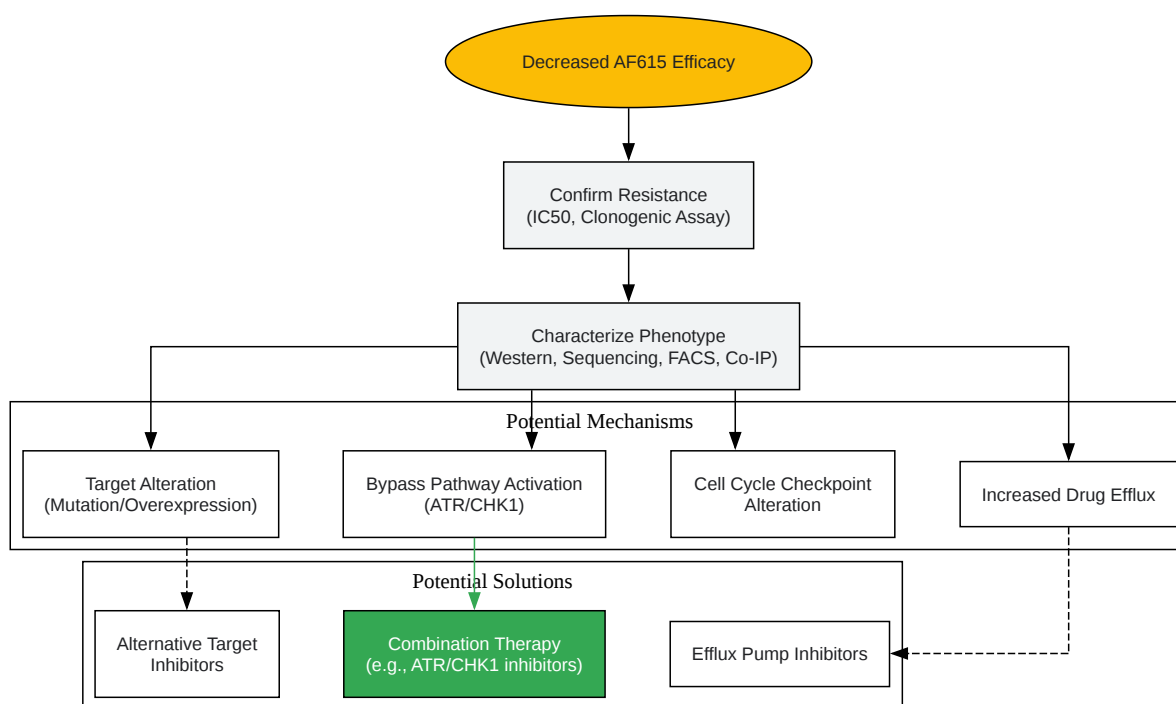 Decreased AF615 Efficacy
Confirm Resistance
(IC50, Clonogenic Assay)
Characterize Phenotype
(Western, Sequencing, FACS, Co-IP)
Potential Mechanisms
Target Alteration
(Mutation/Overexpression)
Bypass Pathway Activation
(ATR/CHK1)
Cell Cycle Checkpoint
Alteration
Increased Drug Efflux
Potential Solutions
Alternative Target
Inhibitors
Combination Therapy
(e.g., ATR/CHK1 inhibitors)
Efflux Pump Inhibitors